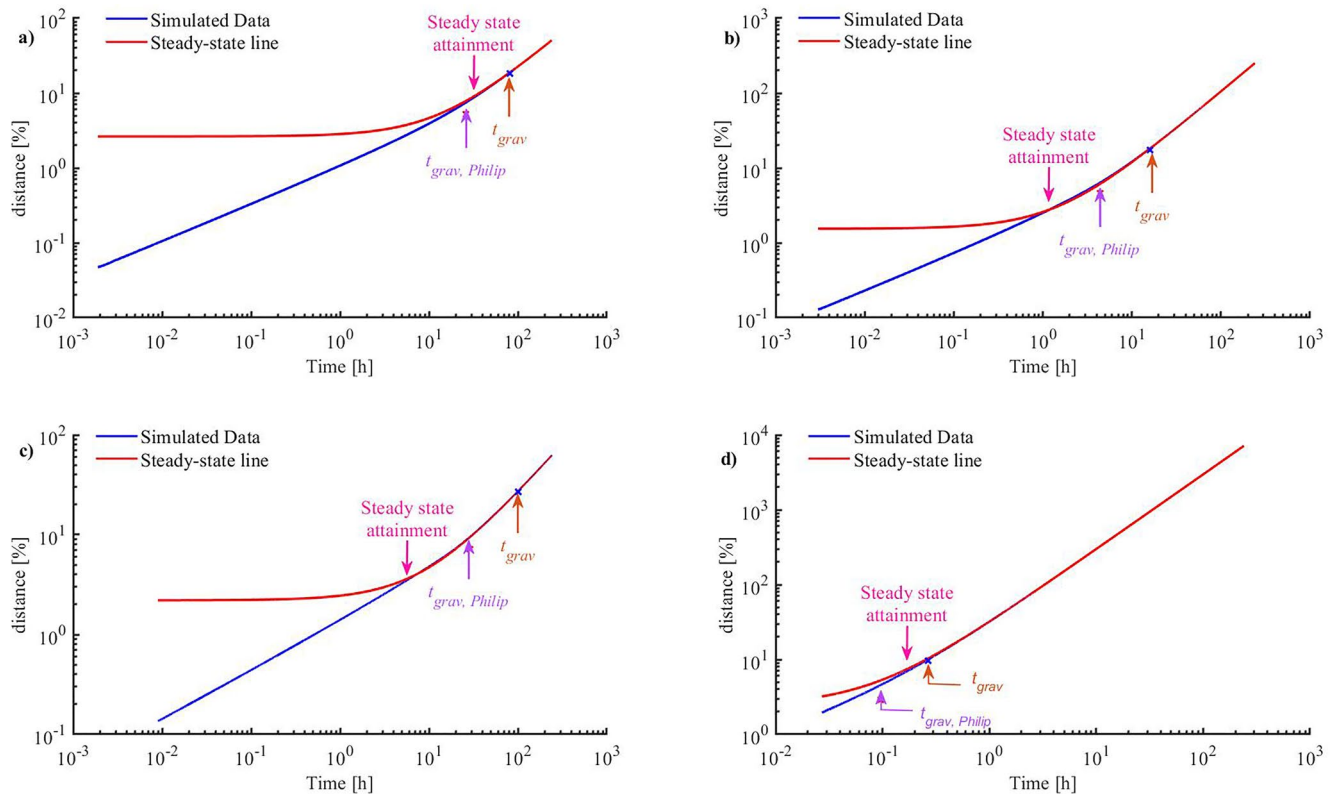 a)
Simulated Data
Steady-state line
Steady state
attainment
t_grav, Philip
t_grav
distance [%]
10^2
10^1
10^0
10^-1
10^-2
10^-3 10^-2 10^-1 10^0 10^1 10^2 10^3
Time [h]
b)
Simulated Data
Steady-state line
Steady state
attainment
t_grav, Philip
t_grav
distance [%]
10^3
10^2
10^1
10^0
10^-1
10^-3 10^-2 10^-1 10^0 10^1 10^2 10^3
Time [h]
c)
Simulated Data
Steady-state line
Steady state
attainment
t_grav, Philip
t_grav
distance [%]
10^2
10^1
10^0
10^-1
10^-3 10^-2 10^-1 10^0 10^1 10^2 10^3
Time [h]
d)
Simulated Data
Steady-state line
Steady state
attainment
t_grav
t_grav, Philip
distance [%]
10^4
10^3
10^2
10^1
10^0
10^-2 10^-1 10^0 10^1 10^2 10^3
Time [h]